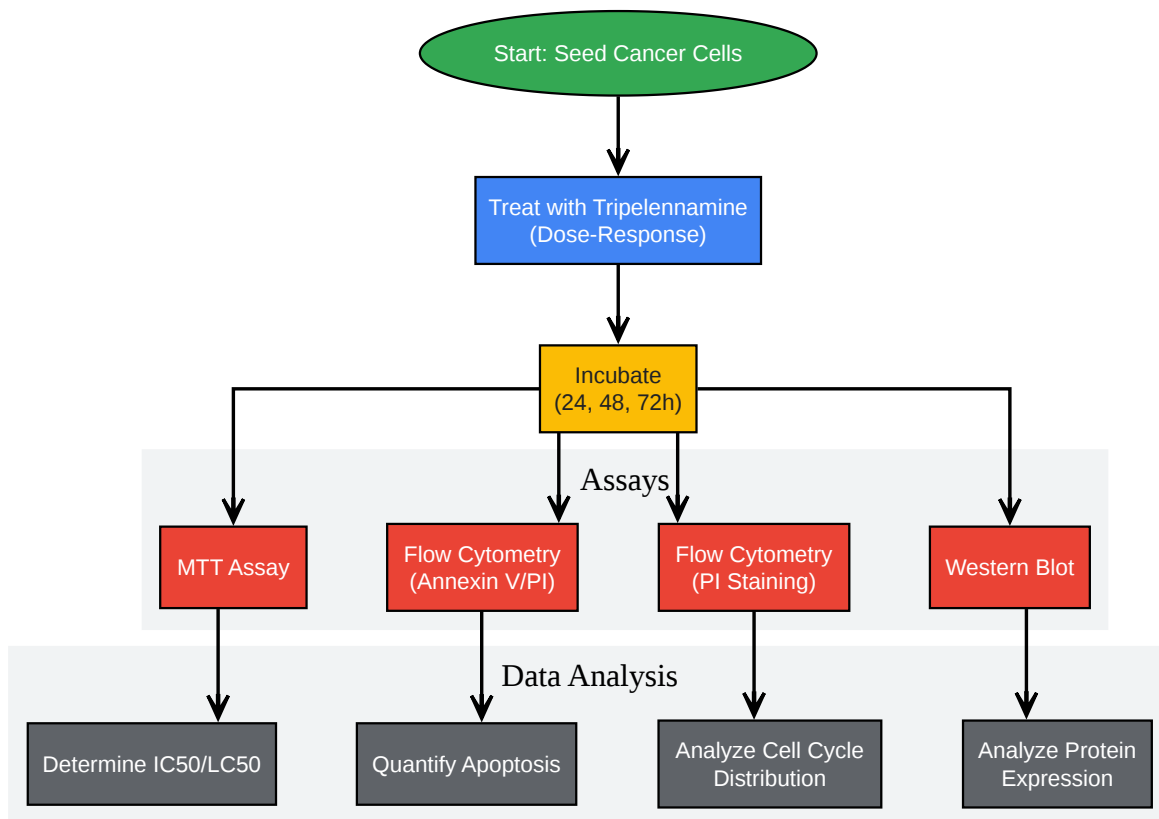 Start: Seed Cancer Cells
Treat with Tripelennamine
(Dose-Response)
Incubate
(24, 48, 72h)
Assays
MTT Assay
Flow Cytometry
(Annexin V/PI)
Flow Cytometry
(PI Staining)
Western Blot
Data Analysis
Determine IC50/LC50
Quantify Apoptosis
Analyze Cell Cycle
Distribution
Analyze Protein
Expression